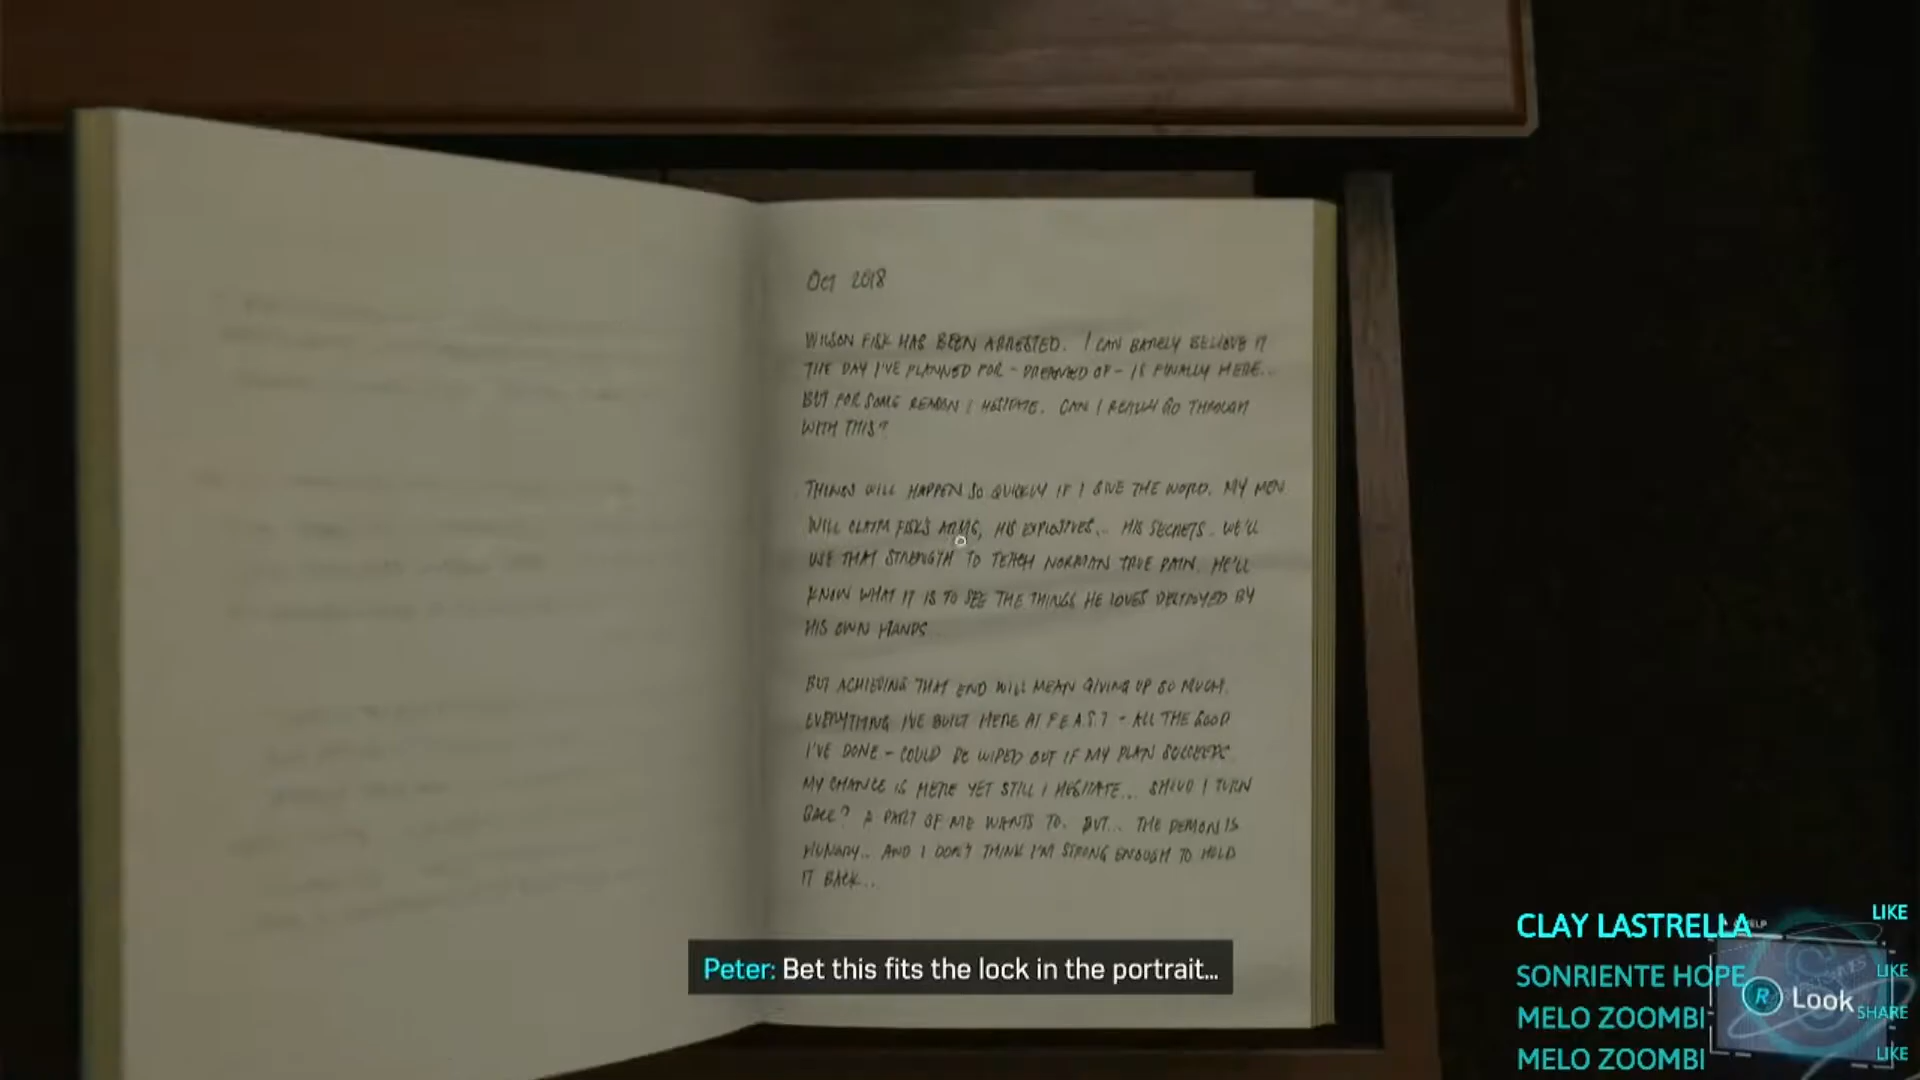 Oct 2018
WILSON FISK HAS BEEN ARRESTED. I CAN BARELY BELIEVE IT
THE DAY I'VE PLANNED FOR - DREAMED OF - IS FINALLY HERE...
BUT FOR SOME REASON I HESITATE. CAN I REALLY GO THROUGH
WITH THIS?
THINGS WILL HAPPEN SO QUICKLY IF I GIVE THE WORD. MY MEN
WILL CLAIM FISK'S ARMS, HIS EXPLOSIVES... HIS SECRETS. WE'LL
USE THAT STRENGTH TO TEACH NORMAN TRUE PAIN. HE'LL
KNOW WHAT IT IS TO SEE THE THINGS HE LOVES DESTROYED BY
HIS OWN HANDS.
BUT ACHIEVING THAT END WILL MEAN GIVING UP SO MUCH.
EVERYTHING I'VE BUILT HERE AT F.E.A.S.T - ALL THE GOOD
I'VE DONE - COULD BE WIPED OUT IF MY PLAN SUCCEEDS.
MY CHANCE IS HERE YET STILL I HESITATE... SHOULD I TURN
BACK? A PART OF ME WANTS TO. BUT... THE DEMON IS
HUNGRY... AND I DON'T THINK I'M STRONG ENOUGH TO HOLD
IT BACK...
Peter: Bet this fits the lock in the portrait...
CLAY LASTRELLA LIKE
SONRIENTE HOPE LIKE
R Look
MELO ZOOMBI SHARE
MELO ZOOMBI LIKE